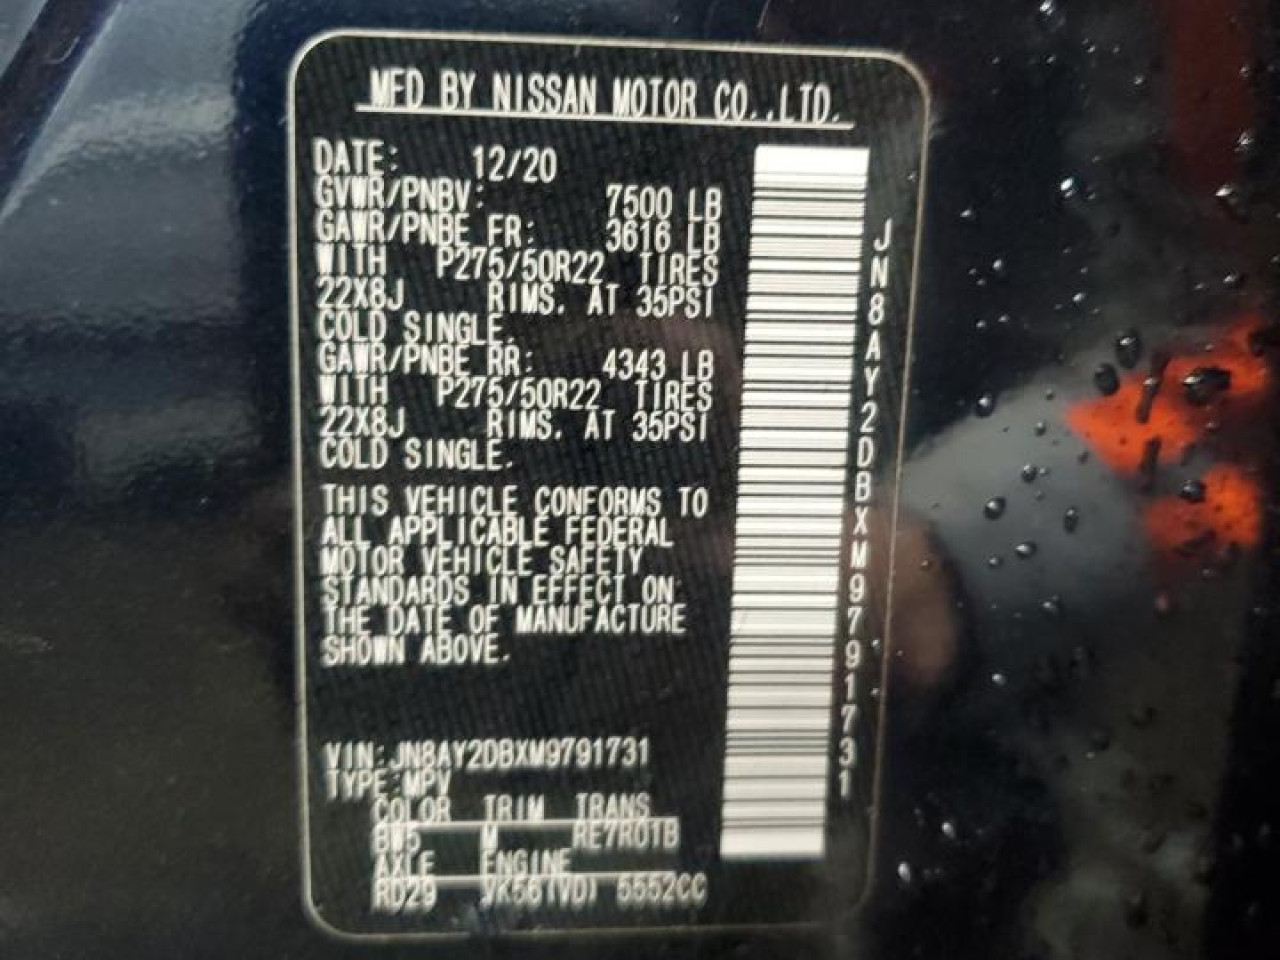 MFD BY NISSAN MOTOR CO.,LTD.
DATE: 12/20
GVWR/PNBV: 7500 LB
GAWR/PNBE FR: 3616 LB
WITH P275/50R22 TIRES
22X8J RIMS. AT 35PSI
COLD SINGLE.
GAWR/PNBE RR: 4343 LB
WITH P275/50R22 TIRES
22X8J RIMS. AT 35PSI
COLD SINGLE.
THIS VEHICLE CONFORMS TO
ALL APPLICABLE FEDERAL
MOTOR VEHICLE SAFETY
STANDARDS IN EFFECT ON
THE DATE OF MANUFACTURE
SHOWN ABOVE.
VIN:JN8AY2DBXM9791731
TYPE:MPV
COLOR TRIM TRANS
BW5 M RE7R01B
AXLE ENGINE
RD29 VK56(VD) 5552CC
JN8AY2DBXM9791731